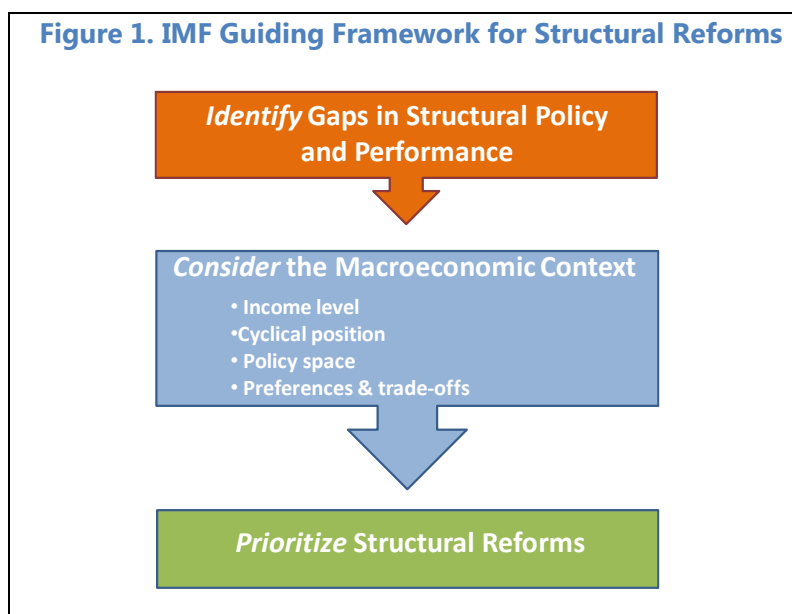 Figure 1. IMF Guiding Framework for Structural Reforms
Identify Gaps in Structural Policy
and Performance
Consider the Macroeconomic Context
• Income level
•Cyclical position
• Policy space
• Preferences & trade-offs
Prioritize Structural Reforms